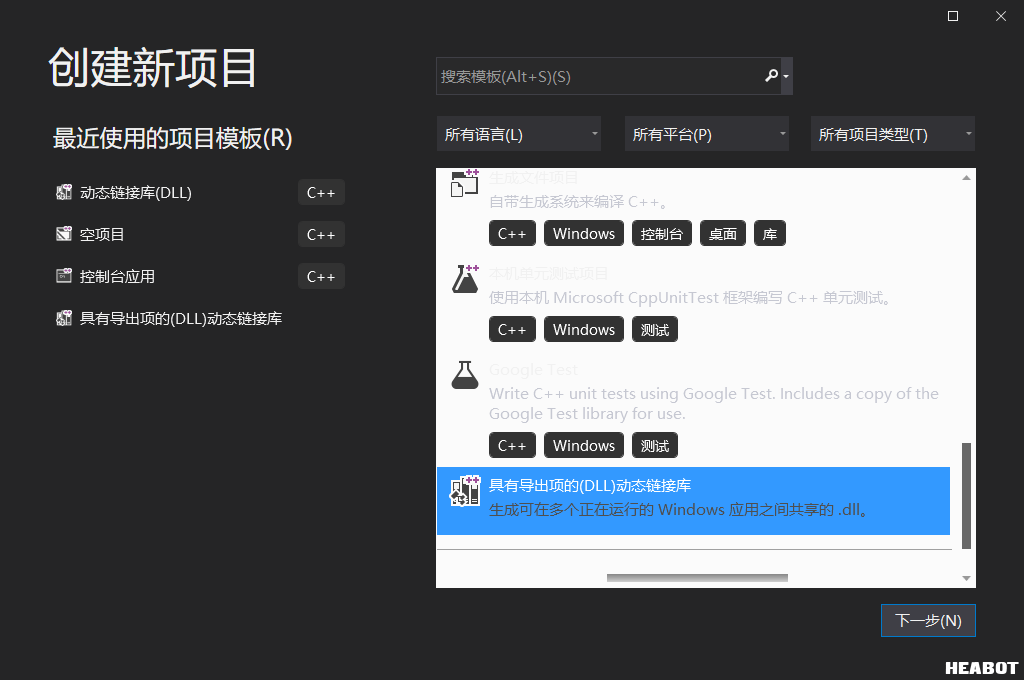 创建新项目
最近使用的项目模板(R)
动态链接库(DLL) C++
空项目 C++
控制台应用 C++
具有导出项的(DLL)动态链接库
搜索模板(Alt+S)(S)
所有语言(L) 所有平台(P) 所有项目类型(T)
生成文件项目
自带生成系统来编译 C++。
C++ Windows 控制台 桌面 库
本机单元测试项目
使用本机 Microsoft CppUnitTest 框架编写 C++ 单元测试。
C++ Windows 测试
Google Test
Write C++ unit tests using Google Test. Includes a copy of the
Google Test library for use.
C++ Windows 测试
具有导出项的(DLL)动态链接库
生成可在多个正在运行的 Windows 应用之间共享的 .dll。
下一步(N)
HEABOT